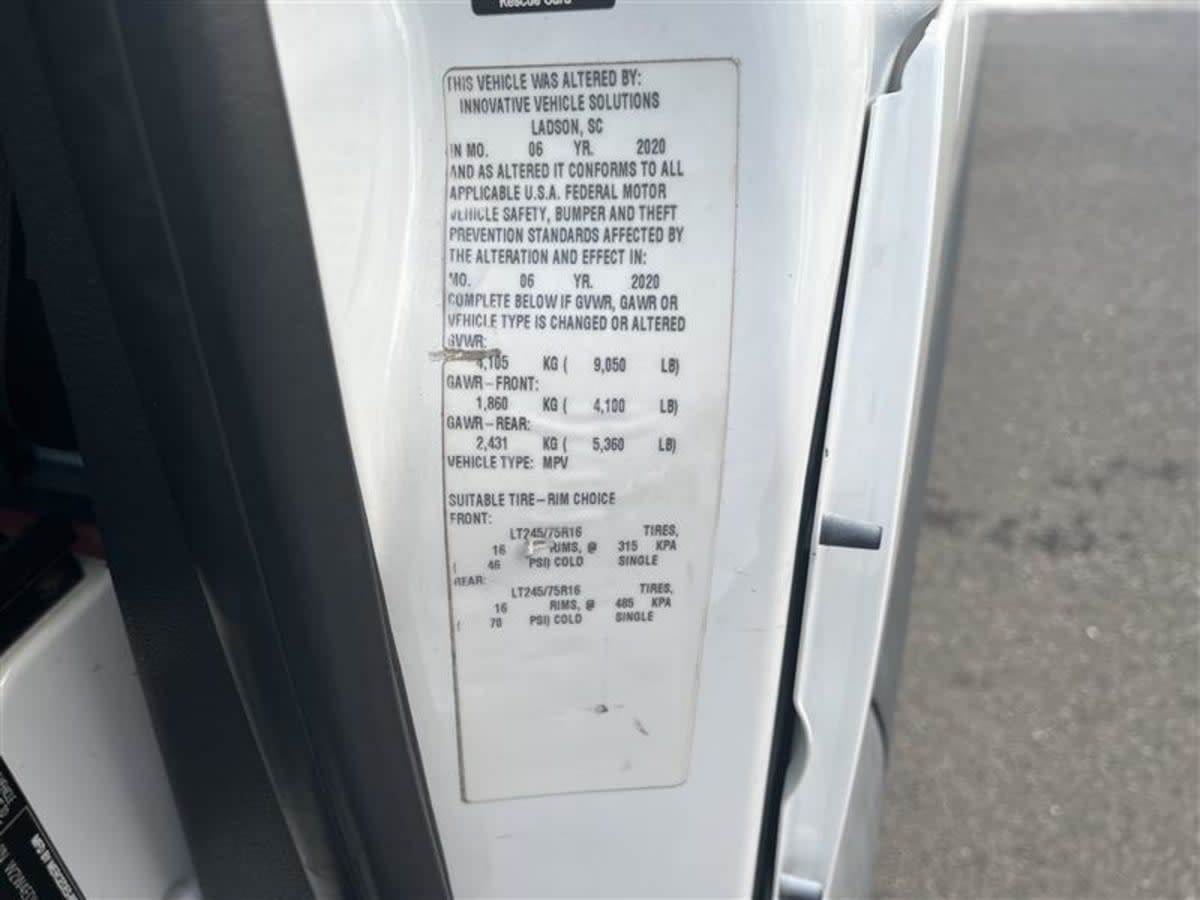 Rescue Card
THIS VEHICLE WAS ALTERED BY:
INNOVATIVE VEHICLE SOLUTIONS
LADSON, SC
IN MO. 06 YR. 2020
AND AS ALTERED IT CONFORMS TO ALL
APPLICABLE U.S.A. FEDERAL MOTOR
VEHICLE SAFETY, BUMPER AND THEFT
PREVENTION STANDARDS AFFECTED BY
THE ALTERATION AND EFFECT IN:
MO. 06 YR. 2020
COMPLETE BELOW IF GVWR, GAWR OR
VEHICLE TYPE IS CHANGED OR ALTERED
GVWR:
4,105 KG ( 9,050 LB)
GAWR-FRONT:
1,860 KG ( 4,100 LB)
GAWR-REAR:
2,431 KG ( 5,360 LB)
VEHICLE TYPE: MPV
SUITABLE TIRE-RIM CHOICE
FRONT:
LT245/75R16 TIRES,
16 RIMS, @ 315 KPA
( 46 PSI) COLD SINGLE
REAR:
LT245/75R16 TIRES,
16 RIMS, @ 485 KPA
( 70 PSI) COLD SINGLE